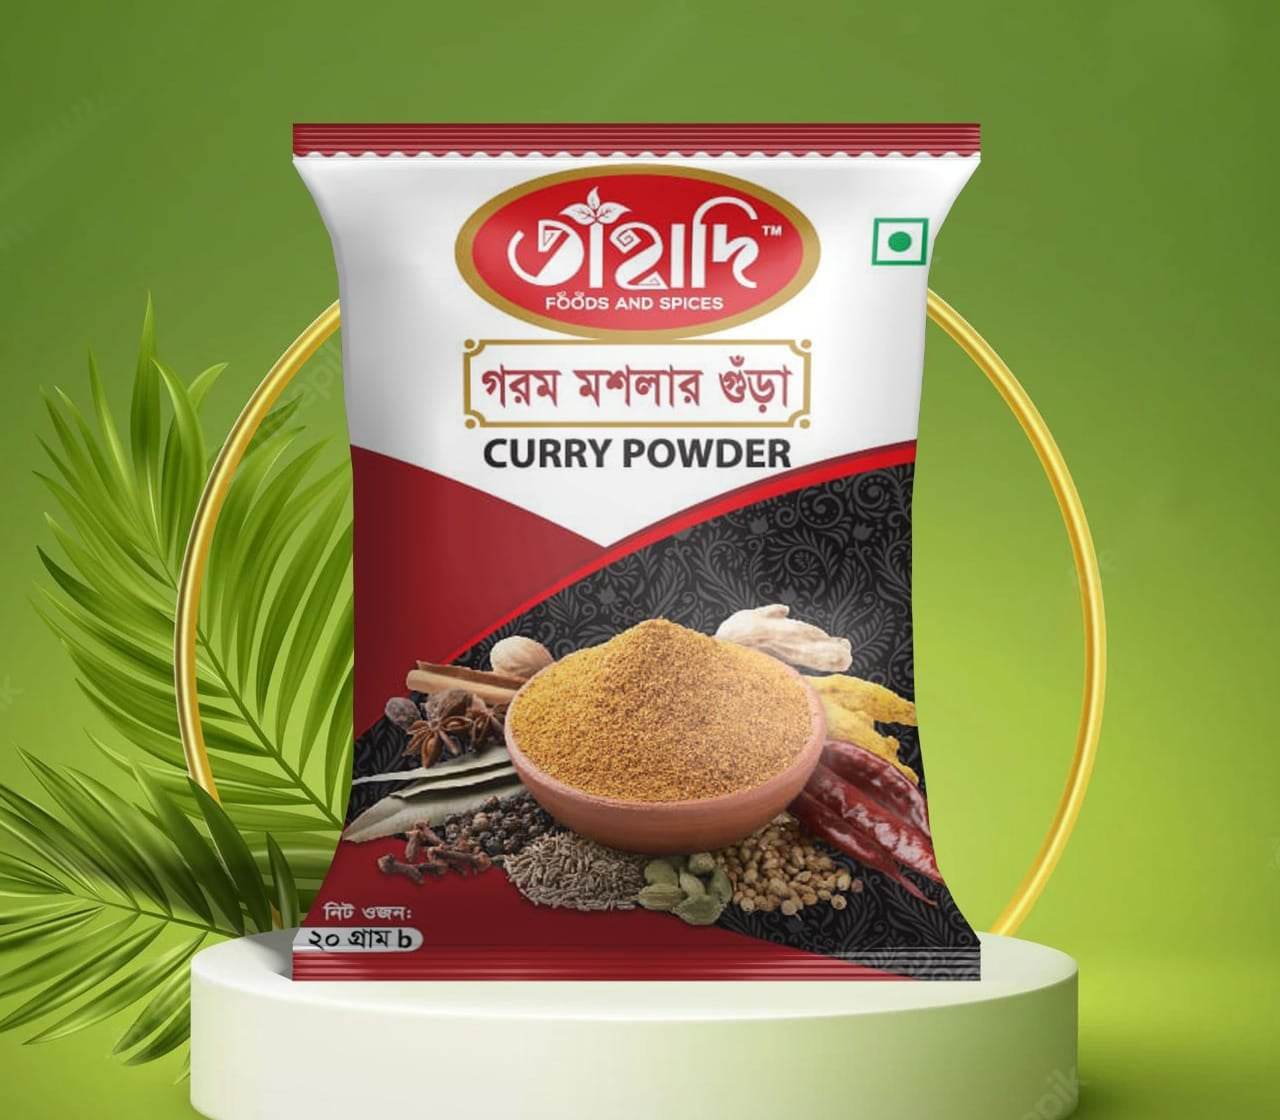 তাহাদি™
FOODS AND SPICES
গরম মশলার গুঁড়া
CURRY POWDER
নিট ওজন:
২০ গ্রাম b